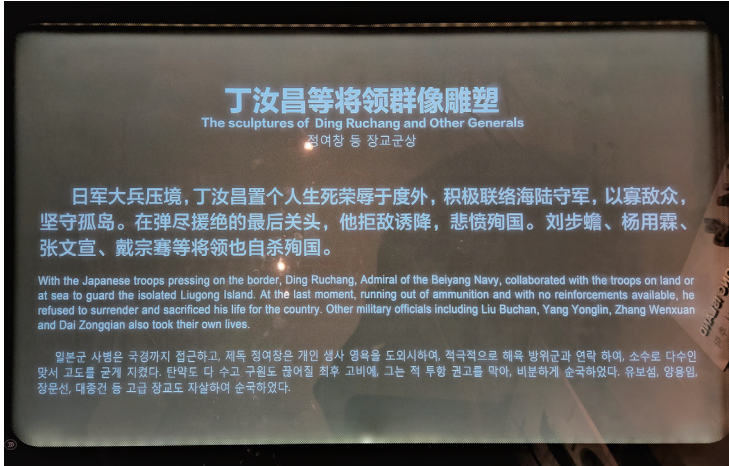 丁汝昌等将领群像雕塑
The sculptures of Ding Ruchang and Other Generals
정여창 등 장교군상
日军大兵压境，丁汝昌置个人生死荣辱于度外，积极联络海陆守军，以寡敌众，
坚守孤岛。在弹尽援绝的最后关头，他拒敌诱降，悲愤殉国。刘步蟾、杨用霖、
张文宣、戴宗骞等将领也自杀殉国。
With the Japanese troops pressing on the border, Ding Ruchang, Admiral of the Beiyang Navy, collaborated with the troops on land or
at sea to guard the isolated Liugong Island. At the last moment, running out of ammunition and with no reinforcements available, he
refused to surrender and sacrificed his life for the country. Other military officials including Liu Buchan, Yang Yonglin, Zhang Wenxuan
and Dai Zongqian also took their own lives.
일본군 사병은 국경까지 접근하고, 제독 정여장은 개인 생사 영욕을 도외시하여, 적극적으로 해육 방위군과 연락 하여, 소수로 다수인
맞서 고도를 굳게 지켰다. 탄약도 다 수고 구원도 끊어질 최후 고비에, 그는 적 투항 권고를 막아, 비분하게 순국하였다. 유보섬, 양용임,
장문선, 대종건 등 고급 장교도 자살하여 순국하였다.